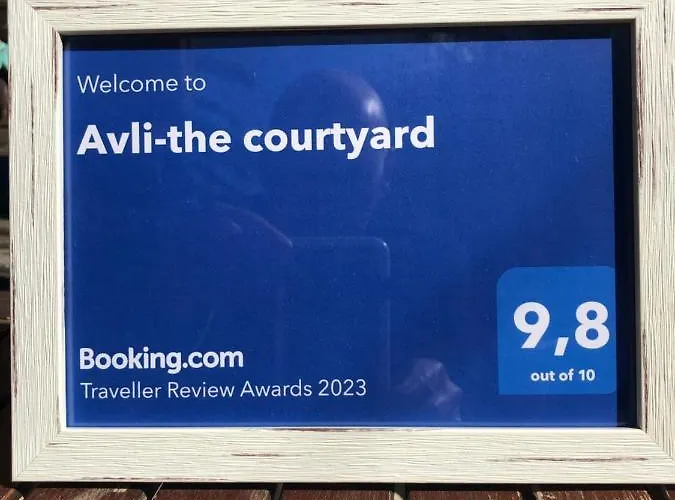 Welcome to
Avli-the courtyard
9,8
out of 10
Booking.com
Traveller Review Awards 2023